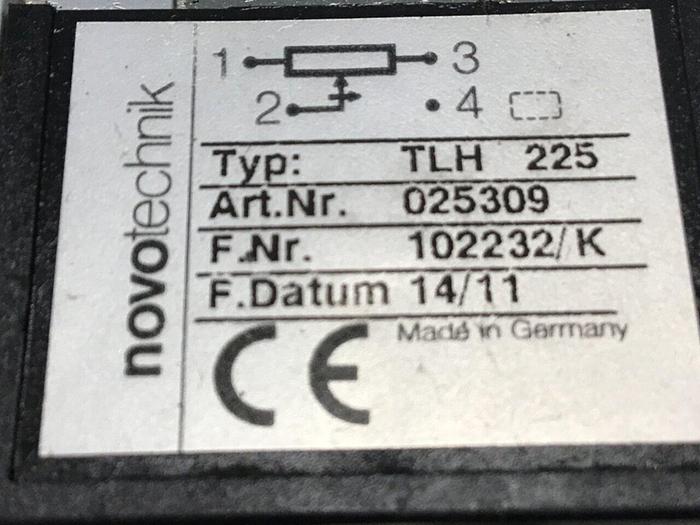 novotechnik
1 3
2 4
Typ: TLH 225
Art.Nr. 025309
F.Nr. 102232/K
F.Datum 14/11
Made in Germany
CE